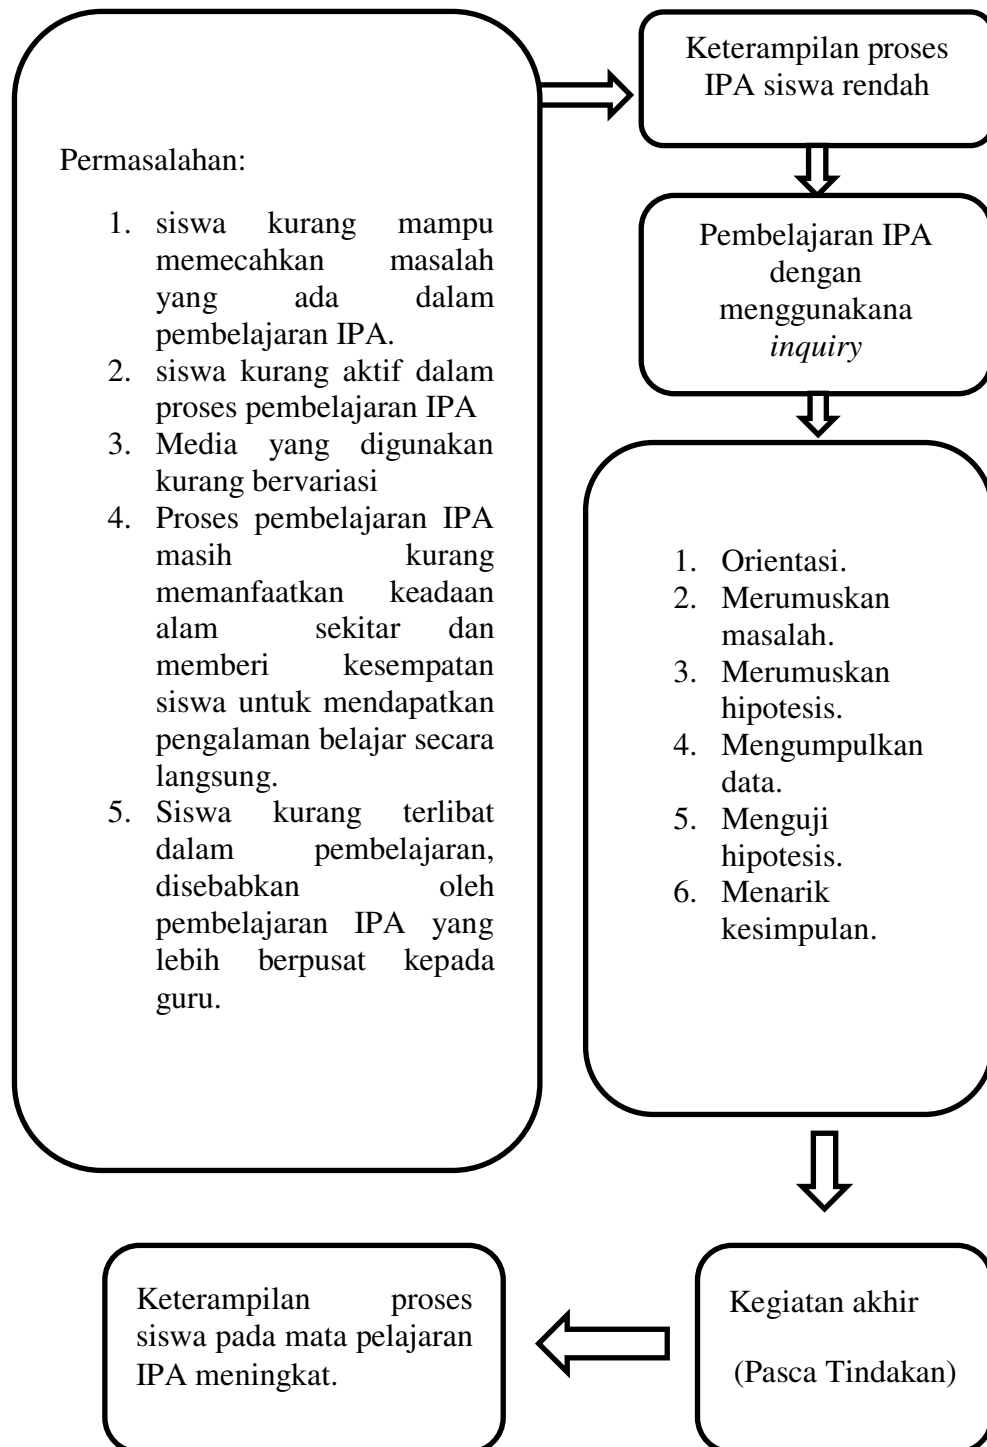 Permasalahan:
1. siswa kurang mampu
memecahkan masalah
yang ada dalam
pembelajaran IPA.
2. siswa kurang aktif dalam
proses pembelajaran IPA
3. Media yang digunakan
kurang bervariasi
4. Proses pembelajaran IPA
masih kurang
memanfaatkan keadaan
alam sekitar dan
memberi kesempatan
siswa untuk mendapatkan
pengalaman belajar secara
langsung.
5. Siswa kurang terlibat
dalam pembelajaran,
disebabkan oleh
pembelajaran IPA yang
lebih berpusat kepada
guru.
Keterampilan proses
IPA siswa rendah
Pembelajaran IPA
dengan
menggunakana
inquiry
1. Orientasi.
2. Merumuskan
masalah.
3. Merumuskan
hipotesis.
4. Mengumpulkan
data.
5. Menguji
hipotesis.
6. Menarik
kesimpulan.
Kegiatan akhir
(Pasca Tindakan)
Keterampilan proses
siswa pada mata pelajaran
IPA meningkat.